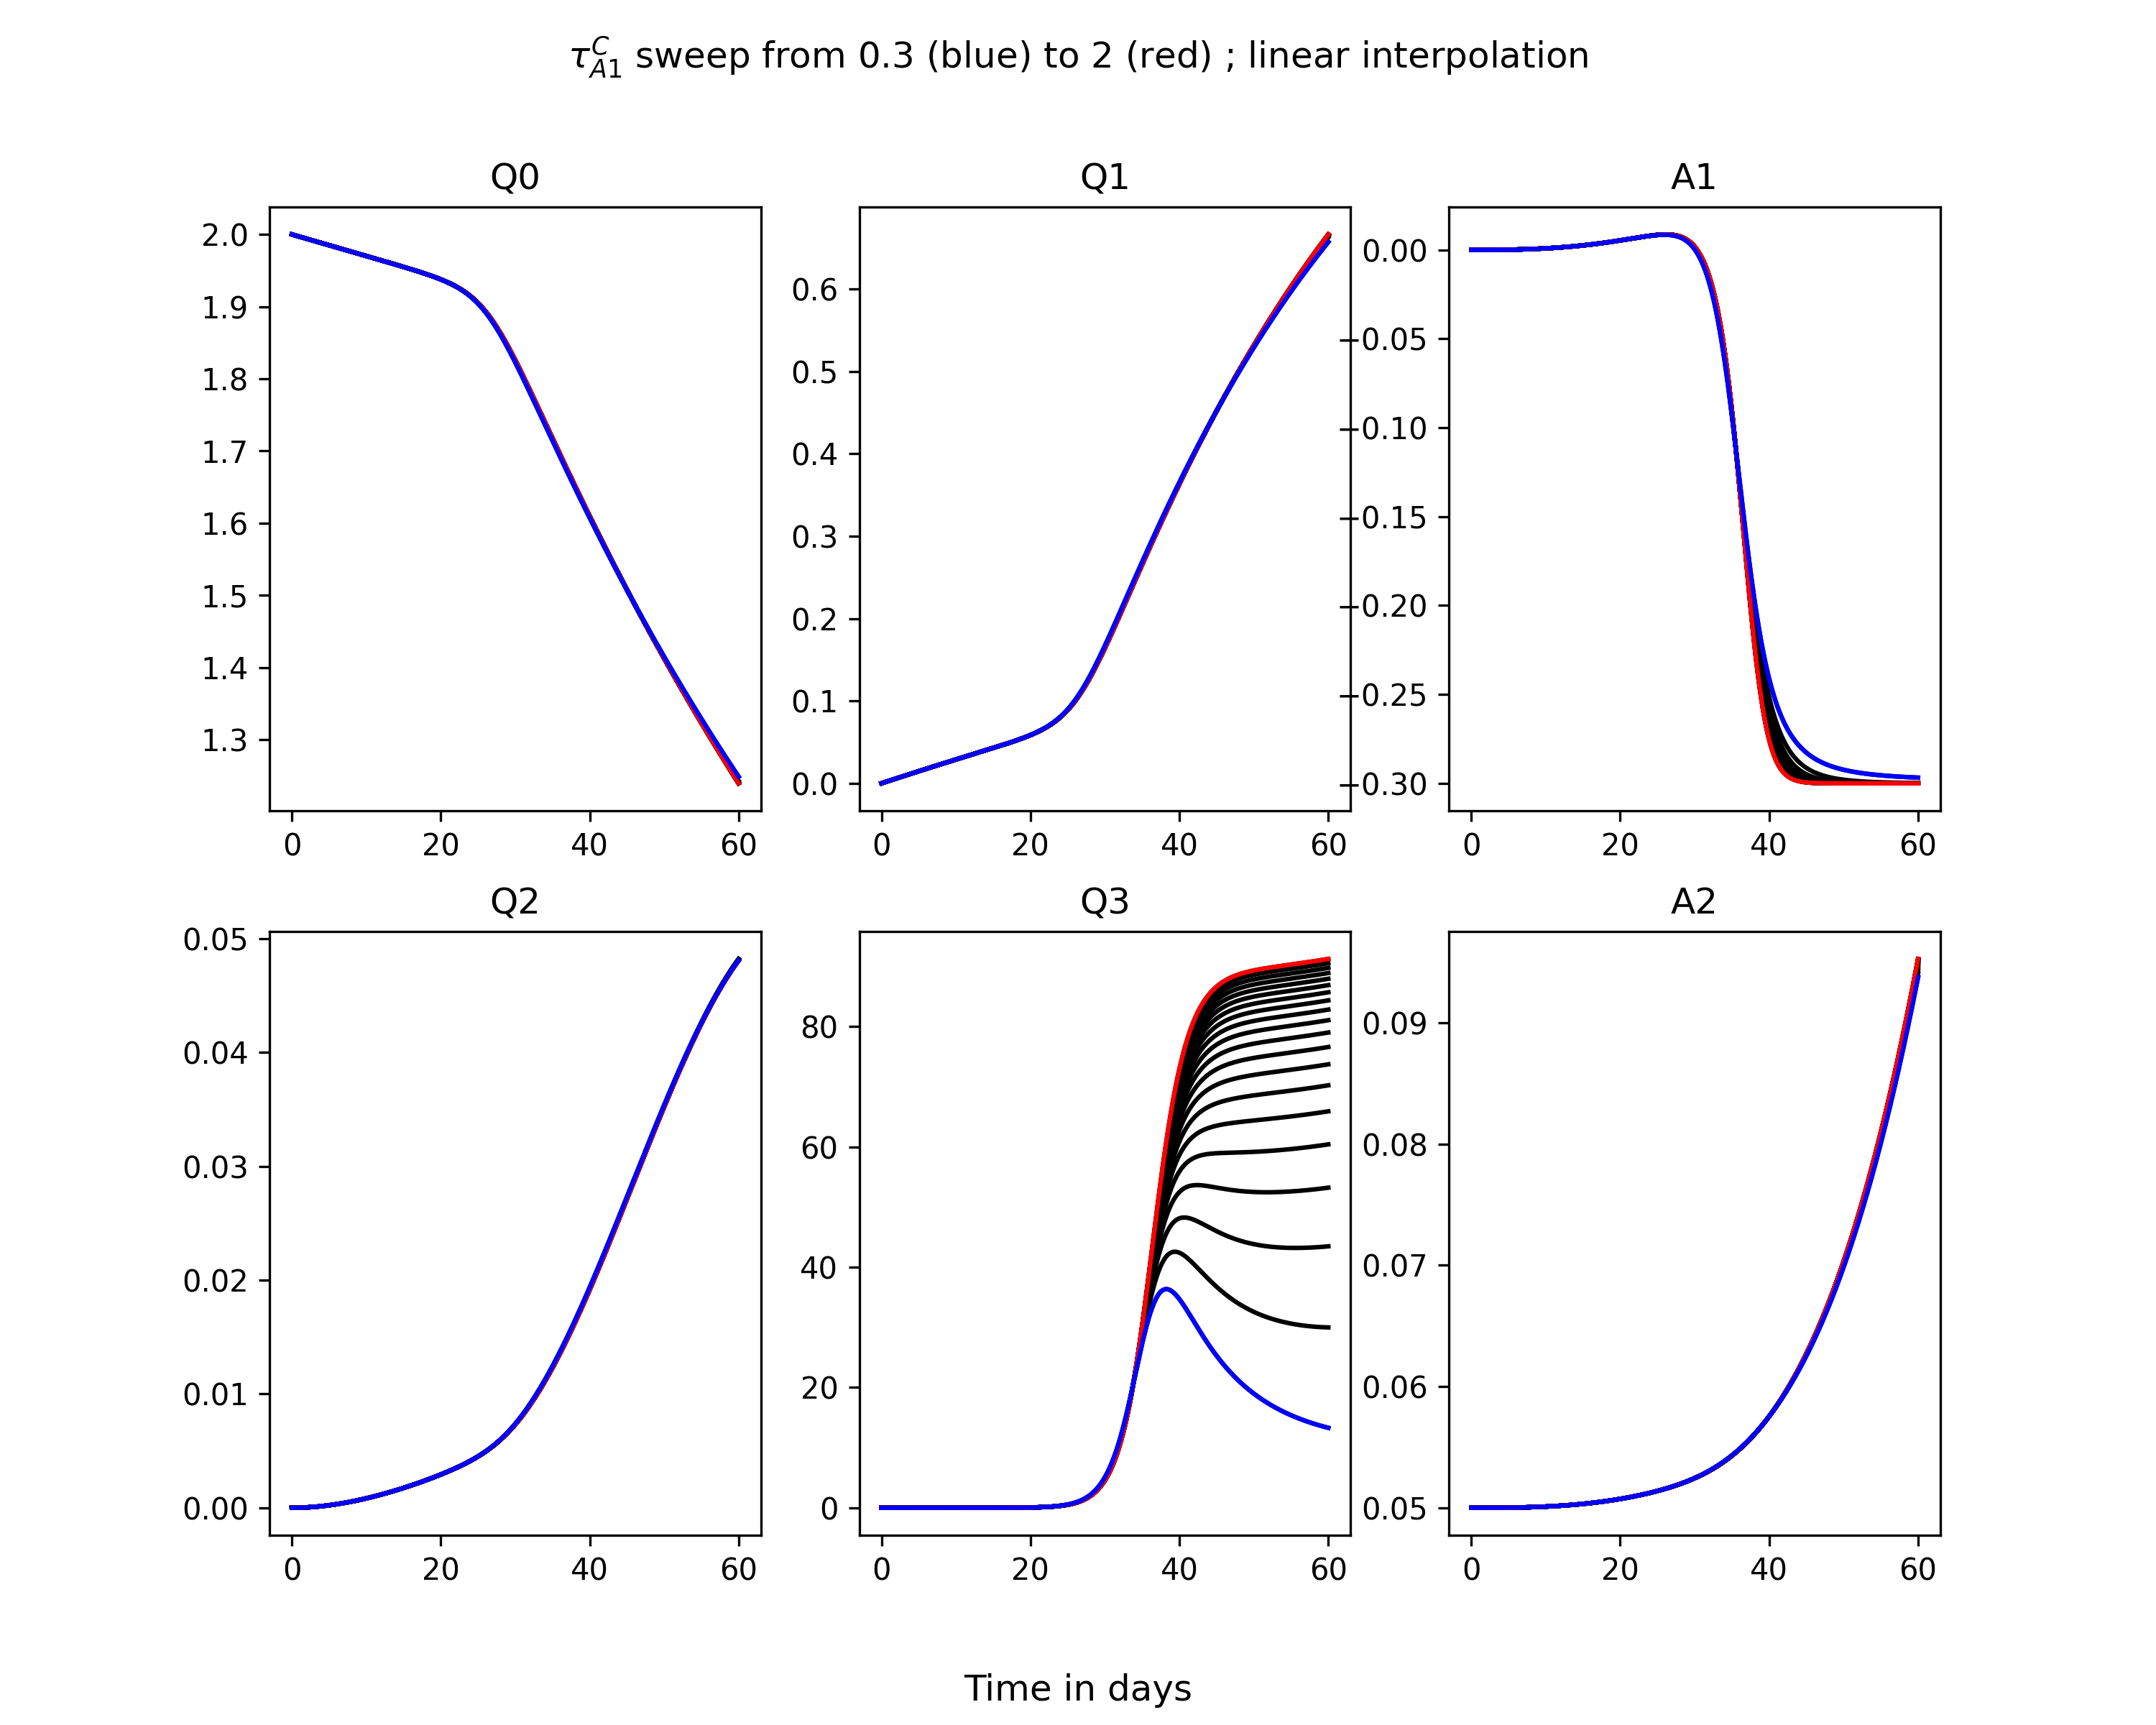 τ_{A1}^{C} sweep from 0.3 (blue) to 2 (red) ; linear interpolation
Q0
2.0
1.9
1.8
1.7
1.6
1.5
1.4
1.3
0 20 40 60
Q1
0.6
0.5
0.4
0.3
0.2
0.1
0.0
0 20 40 60
A1
0.00
−0.05
−0.10
−0.15
−0.20
−0.25
−0.30
0 20 40 60
Q2
0.05
0.04
0.03
0.02
0.01
0.00
0 20 40 60
Q3
80
60
40
20
0
0 20 40 60
A2
0.09
0.08
0.07
0.06
0.05
0 20 40 60
Time in days